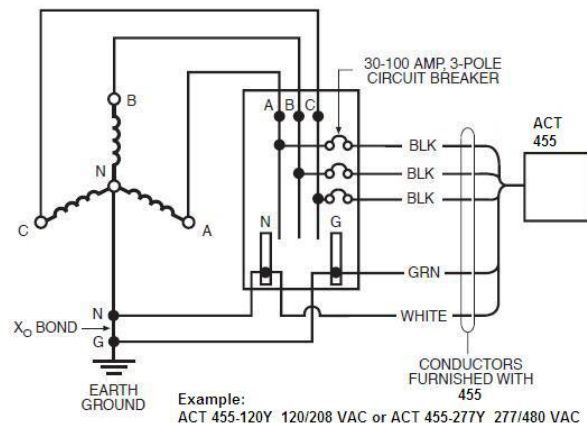 30-100 AMP, 3-POLE
CIRCUIT BREAKER
B
A B C
ACT
455
BLK
BLK
BLK
N
C
A
N G
GRN
N
WHITE
XO BOND
G
EARTH
GROUND
CONDUCTORS
FURNISHED WITH
455
Example:
ACT 455-120Y 120/208 VAC or ACT 455-277Y 277/480 VAC